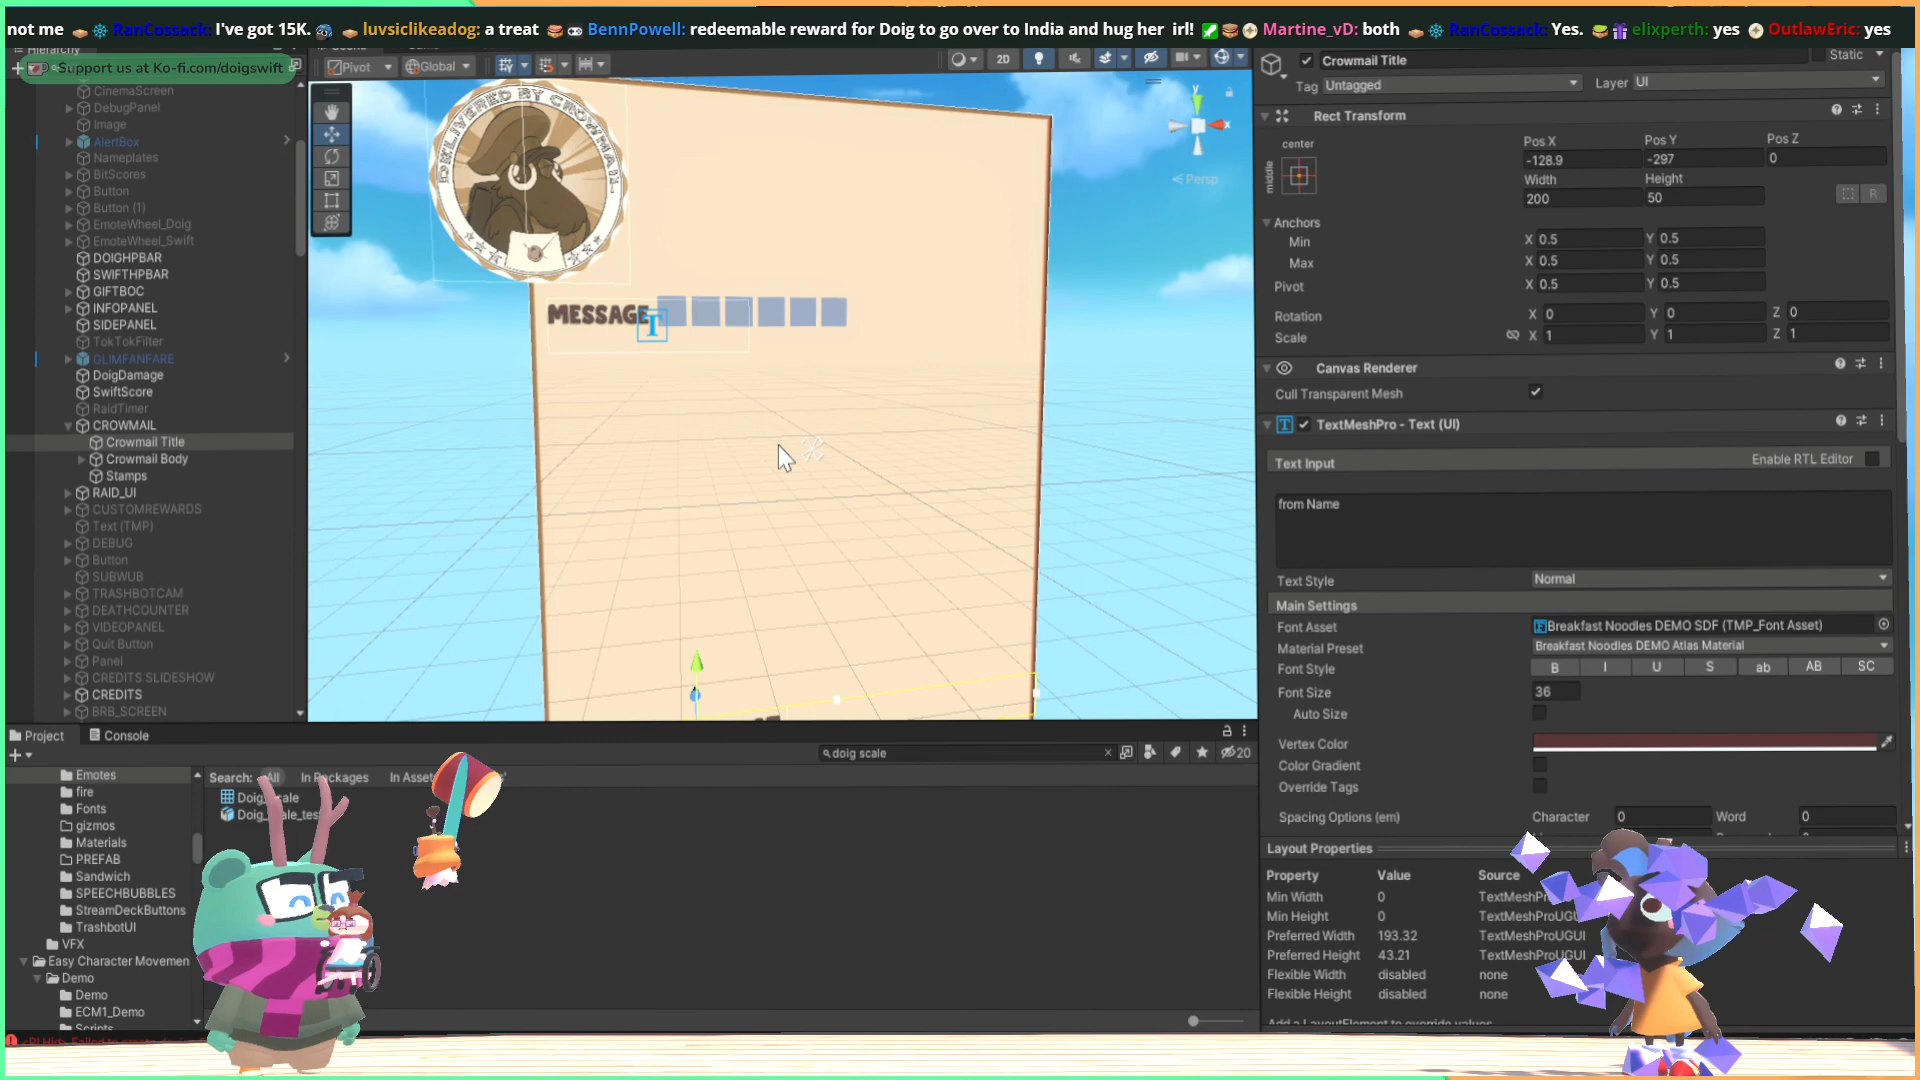 not me RanCossack: I've got 15K. luvsiclikeadog: a treat BennPowell: redeemable reward for Doig to go over to India and hug her irl! Martine_vD: both RanCossack: Yes. elixperth: yes OutlawEric: yes
Hierarchy
Support us at Ko-fi.com/doigswift
CinemaScreen
DebugPanel
Image
AlertBox
Nameplates
BitScores
Button
Button (1)
EmoteWheel_Doig
EmoteWheel_Swift
DOIGHPBAR
SWIFTHPBAR
GIFTBOC
INFOPANEL
SIDEPANEL
TokTokFilter
GLIMFANFARE
DoigDamage
SwiftScore
RaidTimer
CROWMAIL
Crowmail Title
Crowmail Body
Stamps
RAID_UI
CUSTOMREWARDS
Text (TMP)
DEBUG
Button
SUBWUB
TRASHBOTCAM
DEATHCOUNTER
VIDEOPANEL
Quit Button
Panel
CREDITS SLIDESHOW
CREDITS
BRB_SCREEN
Pivot Global 2D
DELIVERED BY CROWMAIL
MESSAGE
T
y
x
Persp
Crowmail Title Static
Tag Untagged Layer UI
Rect Transform
center
middle
Pos X Pos Y Pos Z
-128.9 -297 0
Width Height
200 50 R
Anchors
Min X 0.5 Y 0.5
Max X 0.5 Y 0.5
Pivot X 0.5 Y 0.5
Rotation X 0 Y 0 Z 0
Scale X 1 Y 1 Z 1
Canvas Renderer
Cull Transparent Mesh
TextMeshPro - Text (UI)
Text Input Enable RTL Editor
from Name
Text Style Normal
Main Settings
Font Asset Breakfast Noodles DEMO SDF (TMP_Font Asset)
Material Preset Breakfast Noodles DEMO Atlas Material
Font Style B I U S ab AB SC
Font Size 36
Auto Size
Vertex Color
Color Gradient
Override Tags
Spacing Options (em) Character 0 Word 0
Layout Properties
Property Value Source
Min Width 0
Min Height 0
Preferred Width 193.32
Preferred Height 43.21 TextMeshProUGUI
Flexible Width disabled none
Flexible Height disabled none
Add a LayoutElement to override values
Project Console
doig scale
20
Search: All In Packages In Asset
Emotes
fire
Fonts
gizmos
Materials
PREFAB
Sandwich
SPEECHBUBBLES
StreamDeckButtons
TrashbotUI
VFX
Easy Character Movemen
Demo
Demo
ECM1_Demo
Scripts